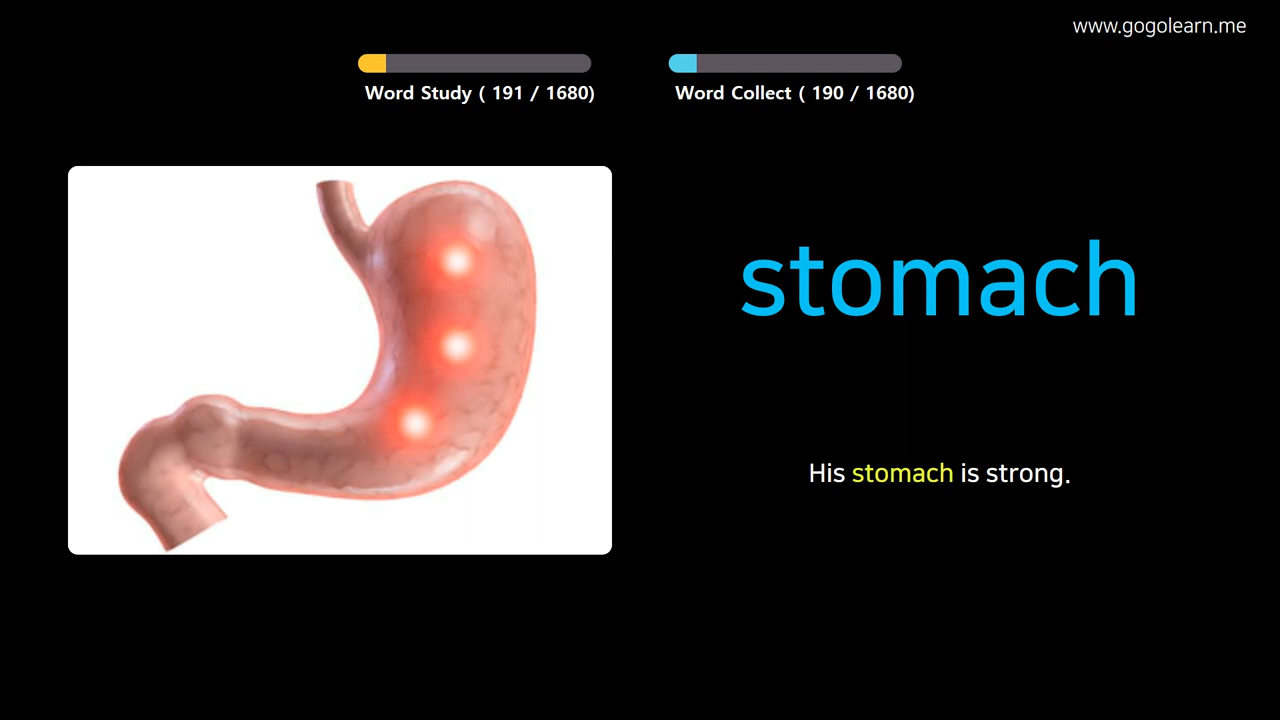 www.gogolearn.me
Word Study ( 191 / 1680)
Word Collect ( 190 / 1680)
stomach
His stomach is strong.